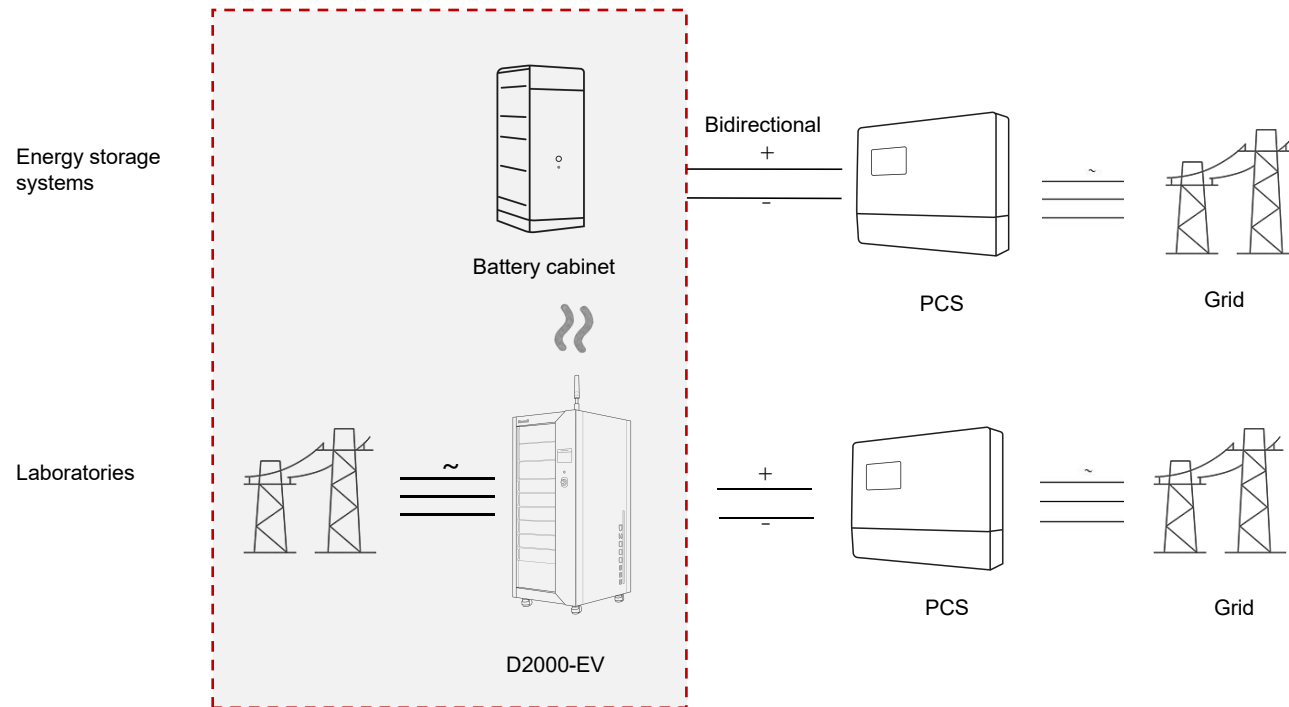 Bidirectional
+
~
Energy storage
systems
−
Battery cabinet
PCS
Grid
+
~
~
Laboratories
−
PCS
Grid
D2000-EV